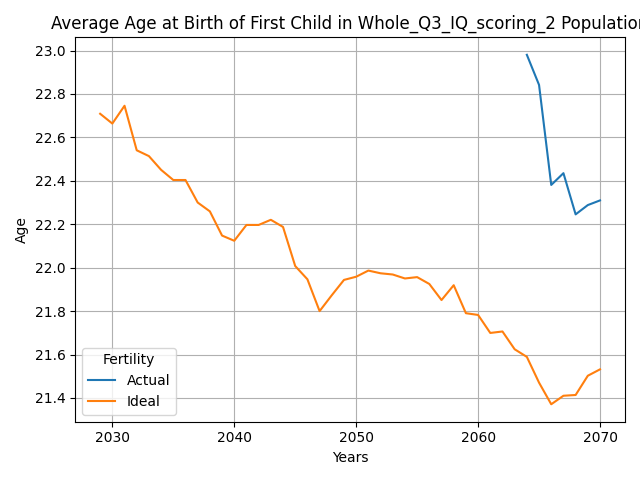 Average Age at Birth of First Child in Whole_Q3_IQ_scoring_2 Population
23.0
22.8
22.6
22.4
22.2
22.0
21.8
21.6
21.4
Age
Fertility
Actual
Ideal
2030 2040 2050 2060 2070
Years